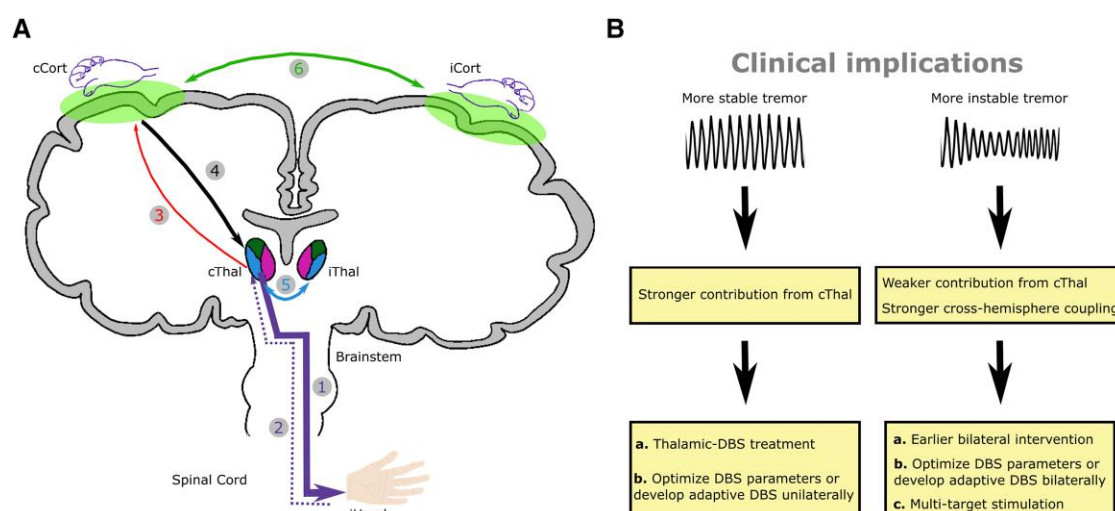 A
cCort
iCort
6
4
3
cThal
iThal
5
Brainstem
1
2
Spinal Cord
B
Clinical implications
More stable tremor
More instable tremor
Stronger contribution from cThal
Weaker contribution from cThal
Stronger cross-hemisphere coupling
a. Thalamic-DBS treatment
b. Optimize DBS parameters or
develop adaptive DBS unilaterally
a. Earlier bilateral intervention
b. Optimize DBS parameters or
develop adaptive DBS bilaterally
c. Multi-target stimulation